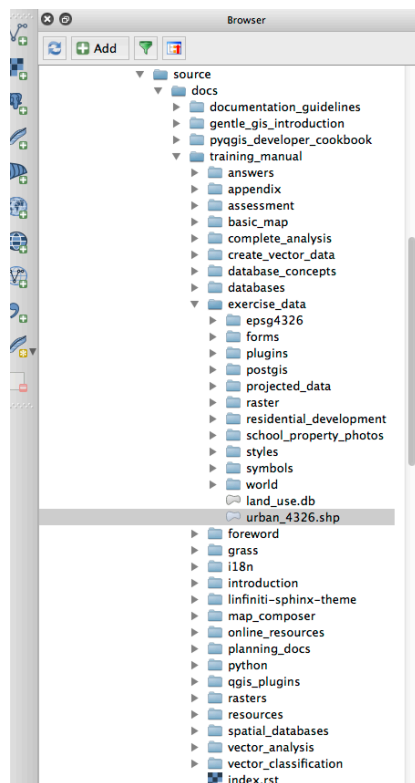 Browser
Add
source
docs
documentation_guidelines
gentle_gis_introduction
pyqgis_developer_cookbook
training_manual
answers
appendix
assessment
basic_map
complete_analysis
create_vector_data
database_concepts
databases
exercise_data
epsg4326
forms
plugins
postgis
projected_data
raster
residential_development
school_property_photos
styles
symbols
world
land_use.db
urban_4326.shp
foreword
grass
i18n
introduction
linfiniti-sphinx-theme
map_composer
online_resources
planning_docs
python
qgis_plugins
rasters
resources
spatial_databases
vector_analysis
vector_classification
index.rst